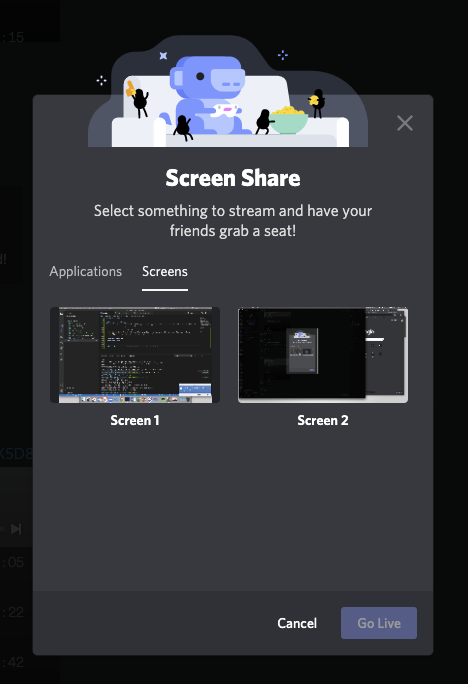 :15
Screen Share
Select something to stream and have your
friends grab a seat!
Applications
Screens
Screen 1
Screen 2
Cancel
Go Live
K5D8
:05
:22
:42